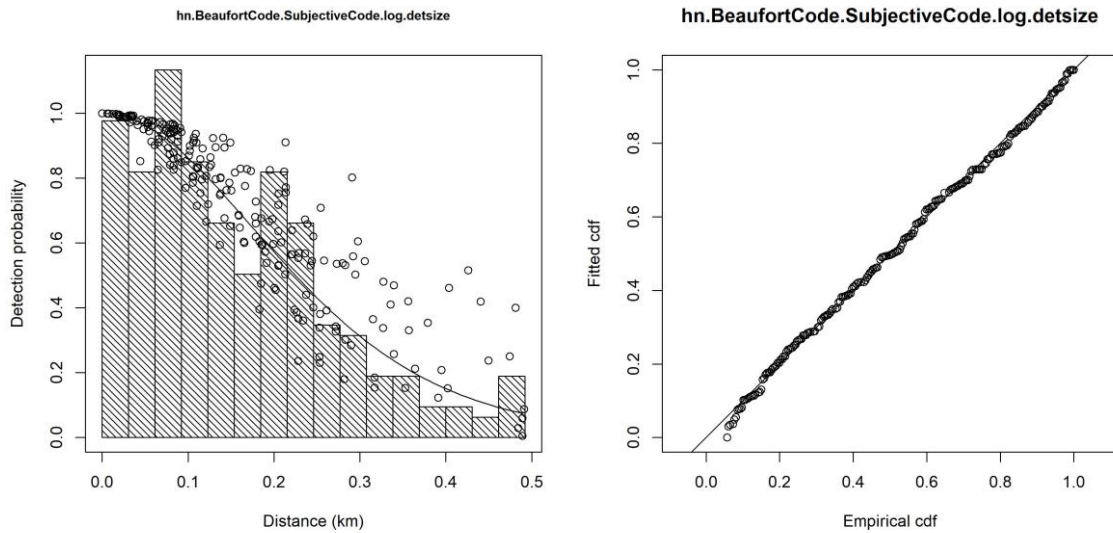 hn.BeaufortCode.SubjectiveCode.log.detsize
Detection probability
1.0
0.8
0.6
0.4
0.2
0.0
0.0 0.1 0.2 0.3 0.4 0.5
Distance (km)
hn.BeaufortCode.SubjectiveCode.log.detsize
Fitted cdf
1.0
0.8
0.6
0.4
0.2
0.0
0.0 0.2 0.4 0.6 0.8 1.0
Empirical cdf